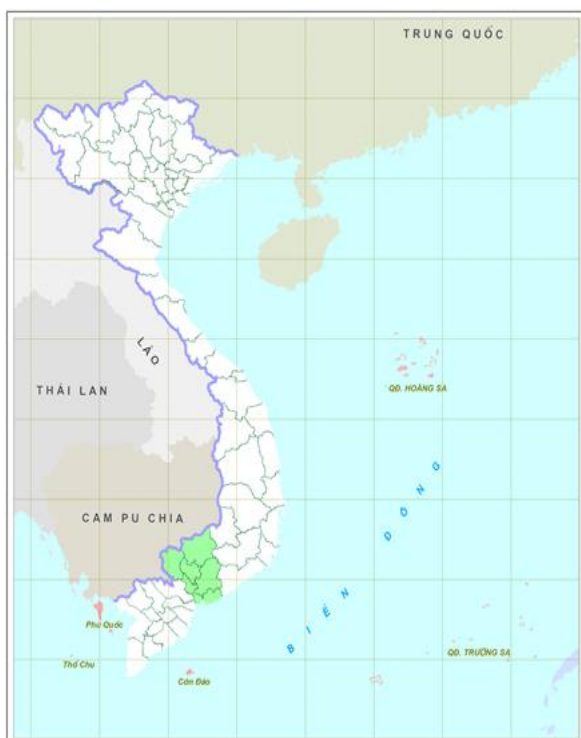 TRUNG QUỐC
LÀO
THÁI LAN
QĐ. HOÀNG SA
CAM PU CHIA
BIỂN ĐÔNG
Phú Quốc
Thổ Chu
Côn Đảo
QĐ. TRƯỜNG SA